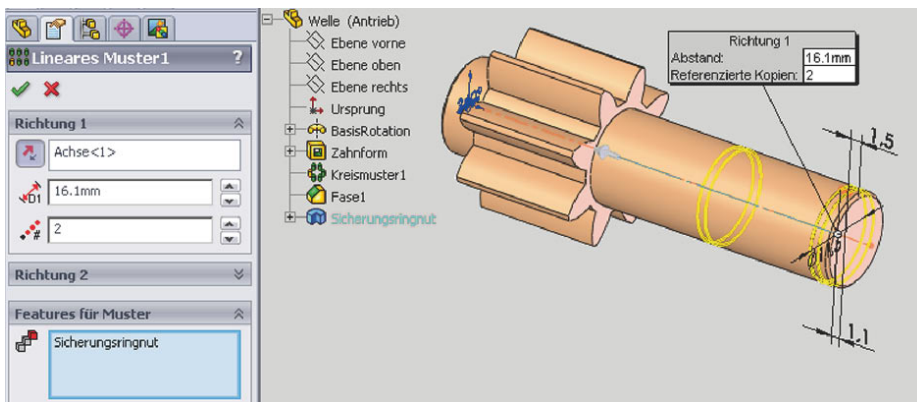 Lineares Muster1 ?
Richtung 1
Achse<1>
D1 16.1mm
# 2
Richtung 2
Features für Muster
Sicherungsringnut
Welle (Antrieb)
Ebene vorne
Ebene oben
Ebene rechts
Ursprung
BasisRotation
Zahnform
Kreismuster1
Fase1
Sicherungsringnut
Richtung 1
Abstand: 16.1mm
Referenzierte Kopien: 2
1,5
1,1